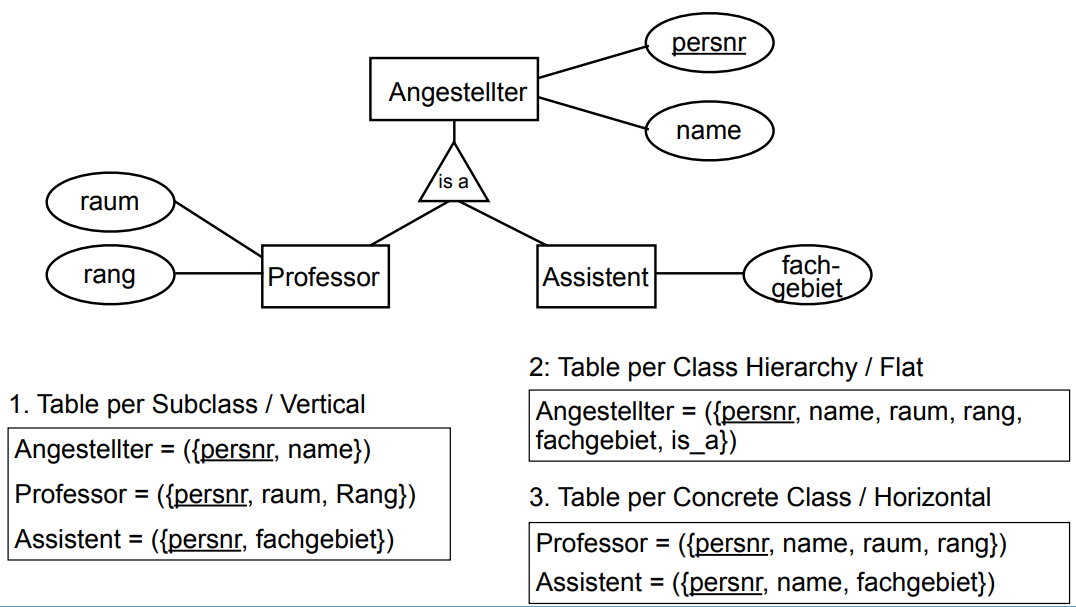 persnr
Angestellter
name
is a
raum
rang
Professor
Assistent
fach-
gebiet
1. Table per Subclass / Vertical
Angestellter = ({persnr, name})
Professor = ({persnr, raum, Rang})
Assistent = ({persnr, fachgebiet})
2: Table per Class Hierarchy / Flat
Angestellter = ({persnr, name, raum, rang,
fachgebiet, is_a})
3. Table per Concrete Class / Horizontal
Professor = ({persnr, name, raum, rang})
Assistent = ({persnr, name, fachgebiet})